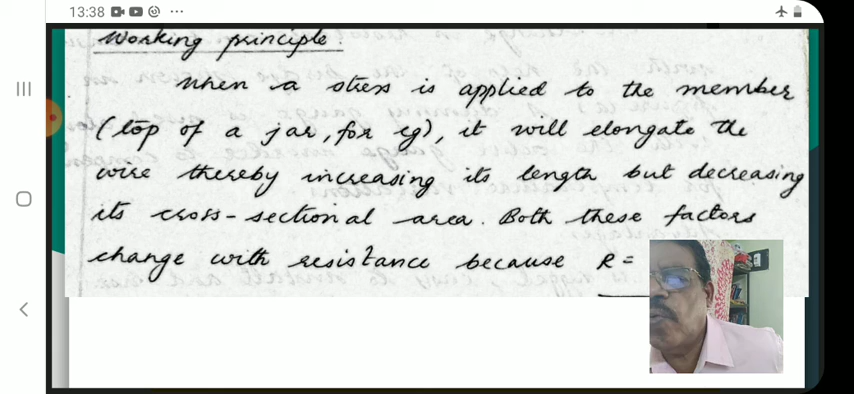 13:38
Working principle:
When a stress is applied to the member
(top of a jar, for eg), it will elongate the
wire thereby increasing its length but decreasing
its cross-sectional area. Both these factors
change with resistance because R =